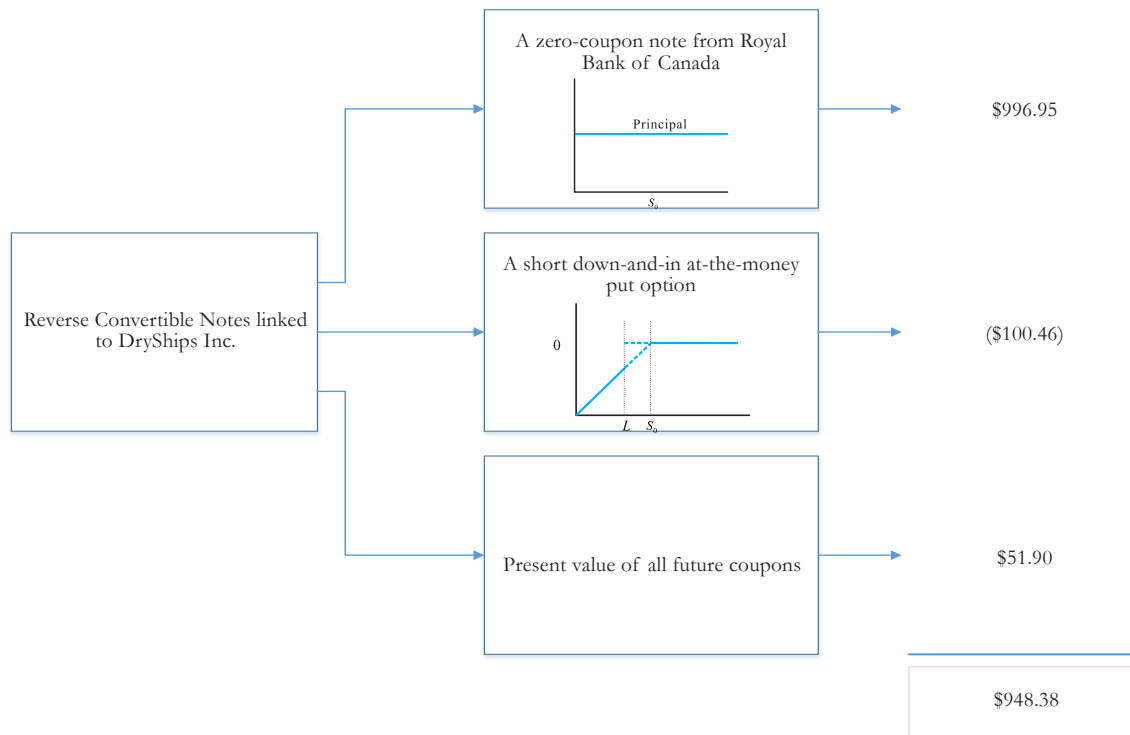 A zero-coupon note from Royal
Bank of Canada
Principal
S₀
$996.95
Reverse Convertible Notes linked
to DryShips Inc.
A short down-and-in at-the-money
put option
0
L S₀
($100.46)
Present value of all future coupons
$51.90
$948.38